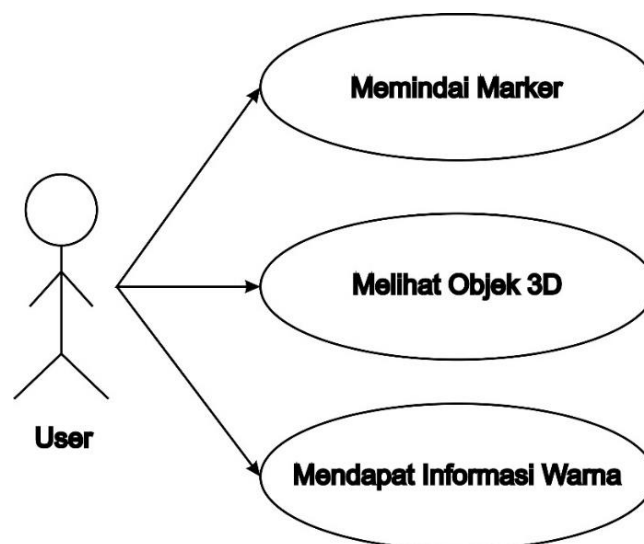 Memindai Marker
Melihat Objek 3D
User
Mendapat Informasi Warna